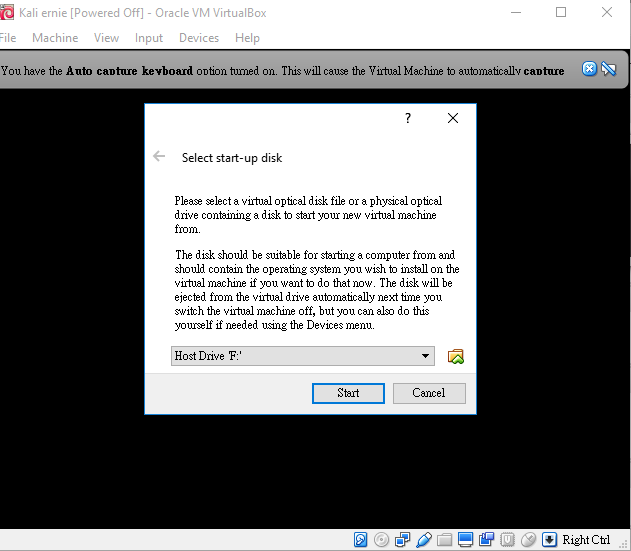 Kali ernie [Powered Off] - Oracle VM VirtualBox
File Machine View Input Devices Help
You have the Auto capture keyboard option turned on. This will cause the Virtual Machine to automatically capture
?
Select start-up disk
Please select a virtual optical disk file or a physical optical
drive containing a disk to start your new virtual machine
from.
The disk should be suitable for starting a computer from and
should contain the operating system you wish to install on the
virtual machine if you want to do that now. The disk will be
ejected from the virtual drive automatically next time you
switch the virtual machine off, but you can also do this
yourself if needed using the Devices menu.
Host Drive 'F:'
Start Cancel
Right Ctrl